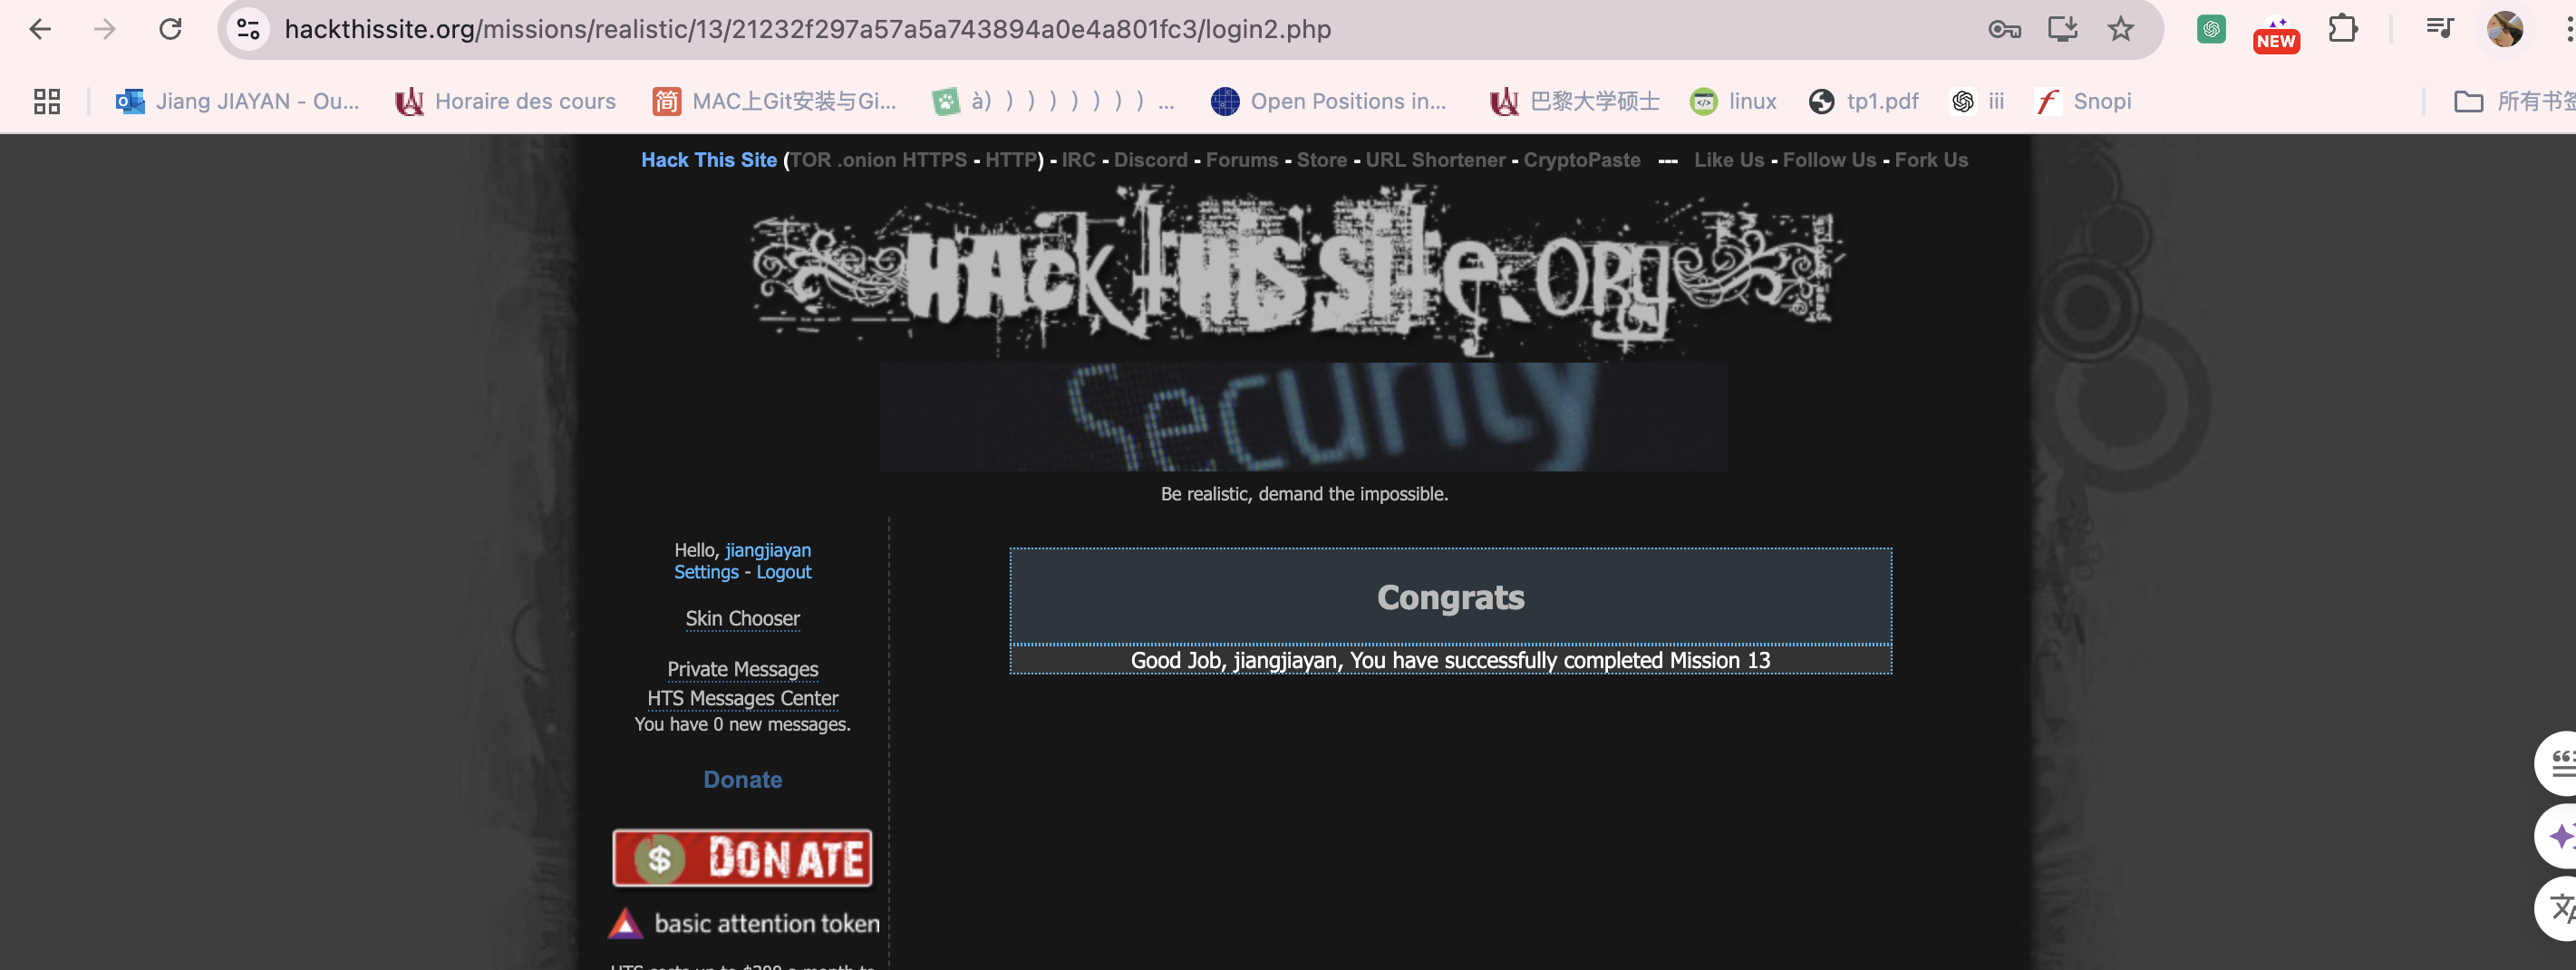 hackthissite.org/missions/realistic/13/21232f297a57a5a743894a0e4a801fc3/login2.php
NEW
Jiang JIAYAN - Ou...
Horaire des cours
简 MAC上Git安装与Gi...
à) ) ) ) ) ) ) ) ...
Open Positions in...
巴黎大学硕士
linux
tp1.pdf
iii
Snopi
所有书签
Hack This Site (TOR .onion HTTPS - HTTP) - IRC - Discord - Forums - Store - URL Shortener - CryptoPaste --- Like Us - Follow Us - Fork Us
HACk tHis Site.ORg
Security
Be realistic, demand the impossible.
Hello, jiangjiayan
Settings - Logout
Skin Chooser
Private Messages
HTS Messages Center
You have 0 new messages.
Donate
$ DONATE
basic attention token
Congrats
Good Job, jiangjiayan, You have successfully completed Mission 13